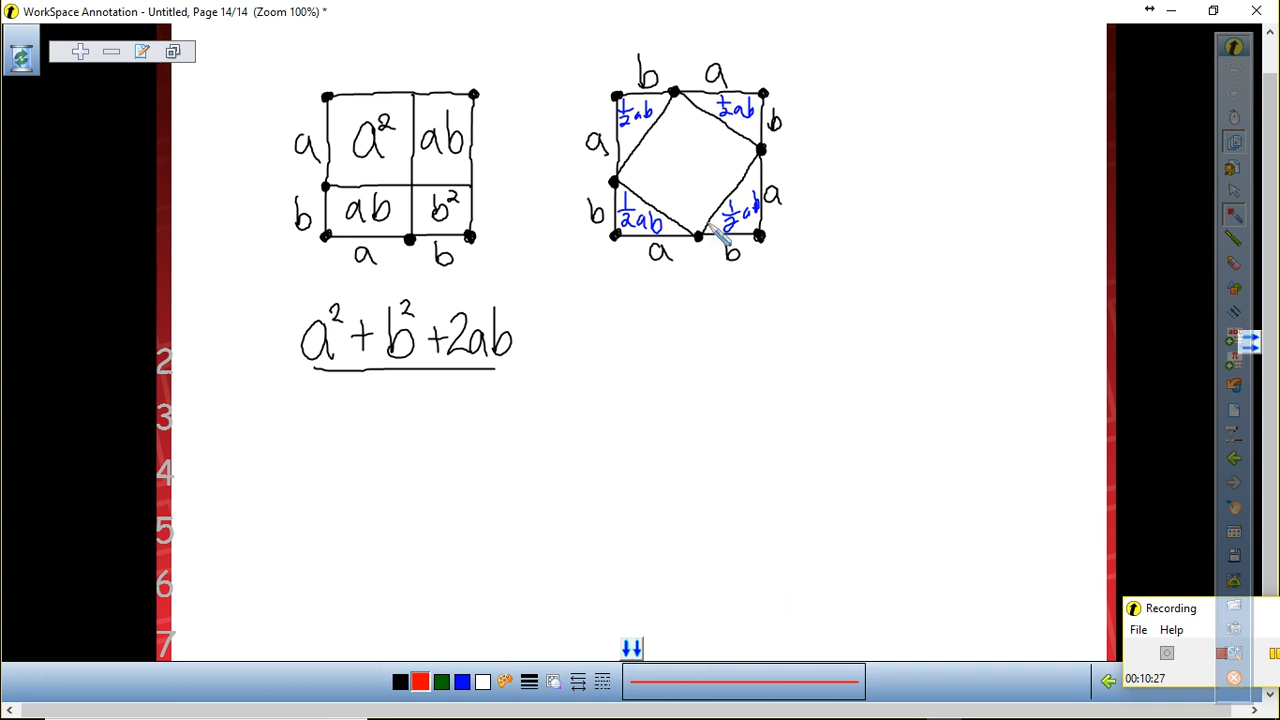 WorkSpace Annotation - Untitled, Page 14/14 (Zoom 100%) *
b a
½ab ½ab
a a² ab a b
b ab b² b ½ab ½ab a
a b a b
a² + b² + 2ab
2
3
4
5
6
7
Recording
File Help
00:10:27